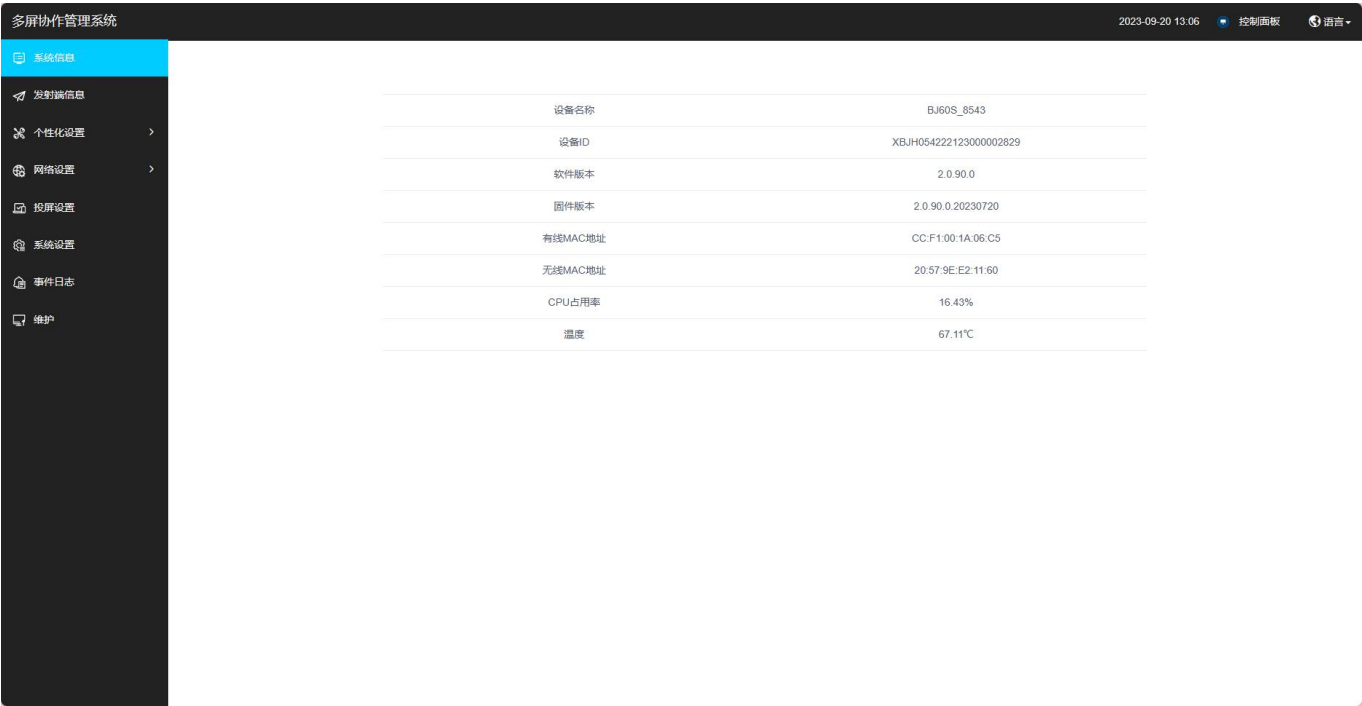 多屏协作管理系统 2023-09-20 13:06 控制面板 语言
系统信息
发射端信息
个性化设置
网络设置
投屏设置
系统设置
事件日志
维护
设备名称 BJ60S_8543
设备ID XBJH054222123000002829
软件版本 2.0.90.0
固件版本 2.0.90.0.20230720
有线MAC地址 CC:F1:00:1A:06:C5
无线MAC地址 20:57:9E:E2:11:60
CPU占用率 16.43%
温度 67.11℃